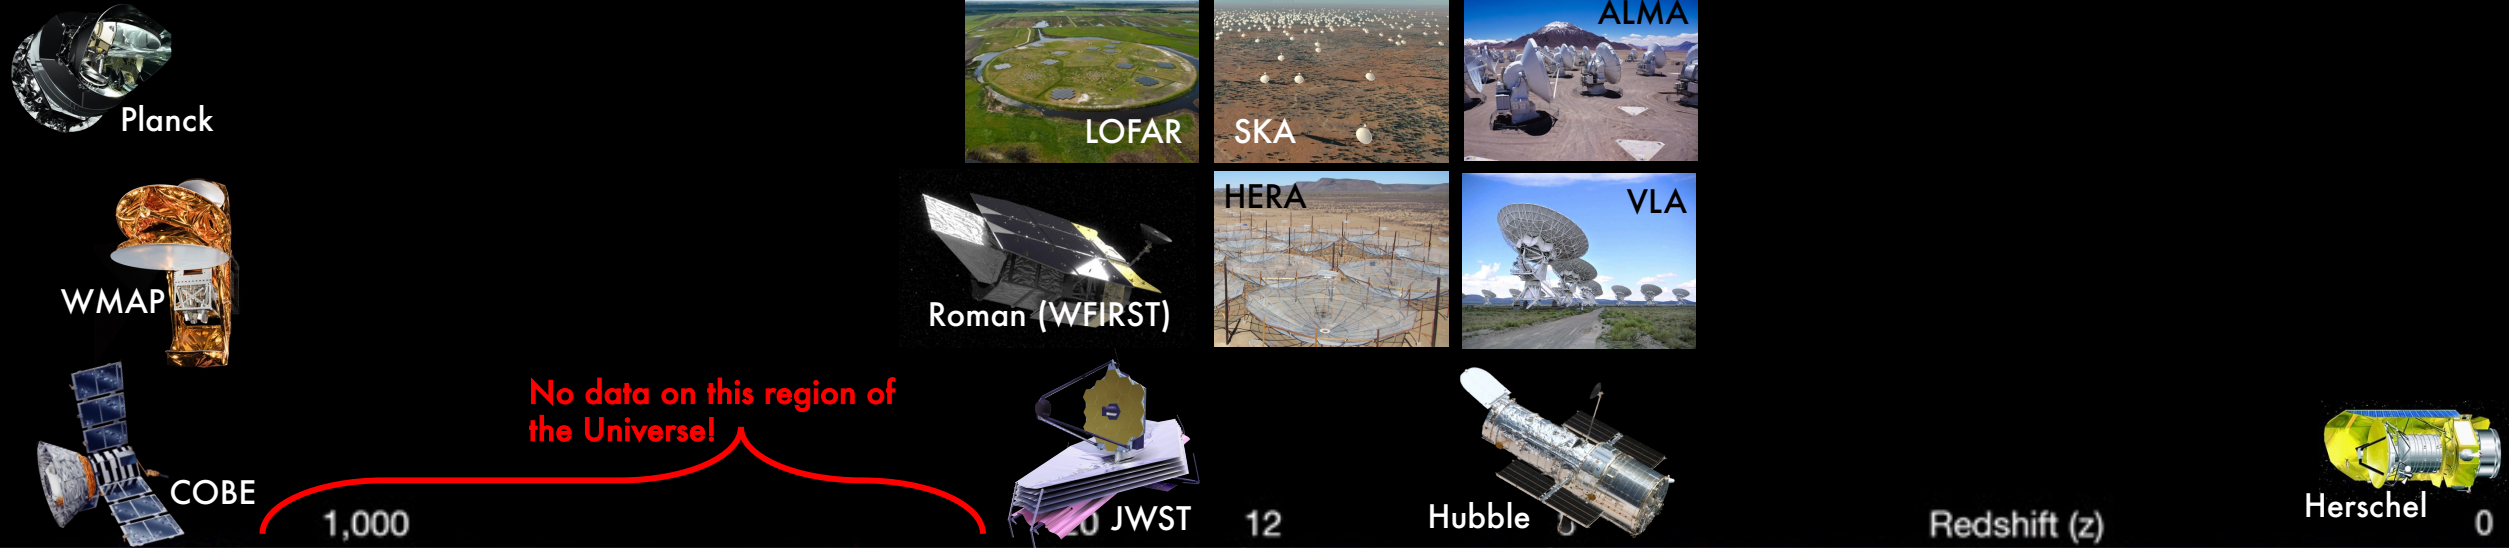 ALMA
Planck
LOFAR
SKA
HERA
VLA
WMAP
Roman (WFIRST)
No data on this region of
the Universe!
COBE
JWST
Hubble
Herschel
1,000
12
Redshift (z)
0